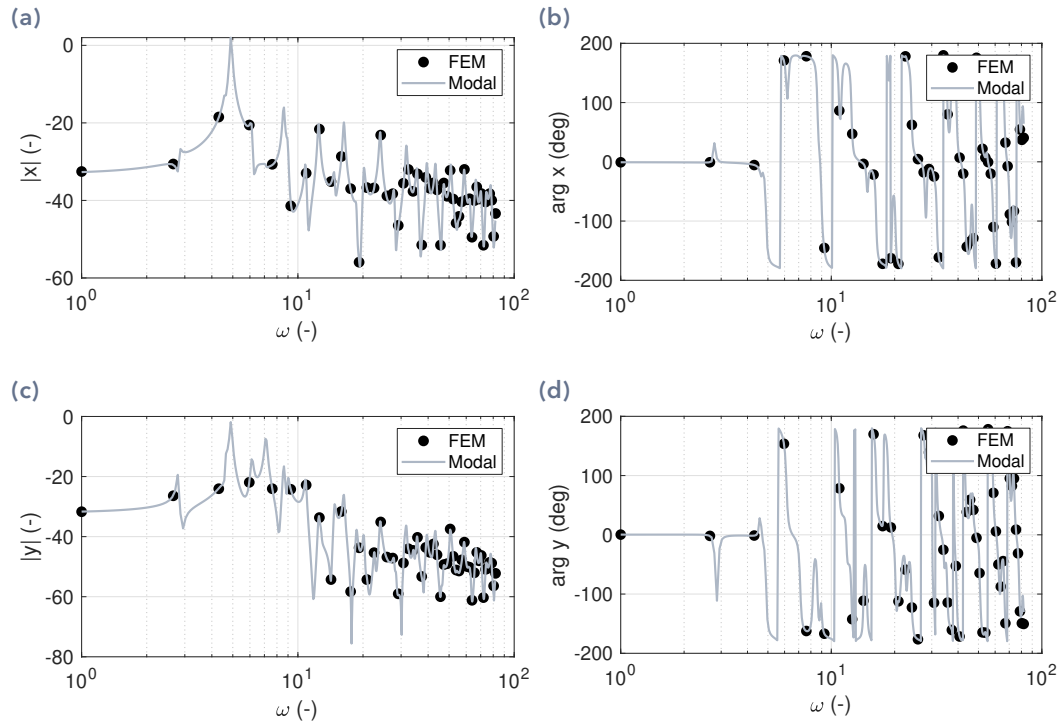 (a)
0
-20
-40
-60
|x| (-)
10^0
10^1
10^2
ω (-)
FEM
Modal
(b)
200
100
0
-100
-200
arg x (deg)
10^0
10^1
10^2
ω (-)
FEM
Modal
(c)
0
-20
-40
-60
-80
|y| (-)
10^0
10^1
10^2
ω (-)
FEM
Modal
(d)
200
100
0
-100
-200
arg y (deg)
10^0
10^1
10^2
ω (-)
FEM
Modal